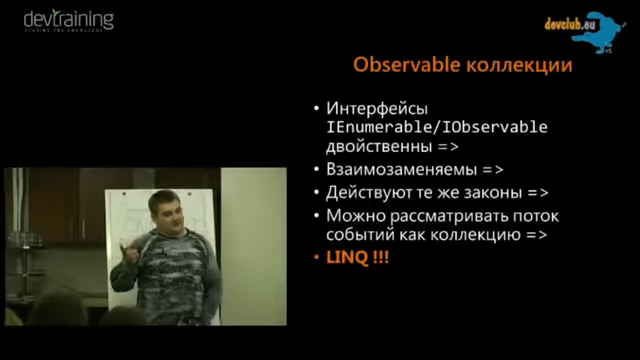 devtraining
SHARING THE KNOWLEDGE
devclub.eu
Observable коллекции
• Интерфейсы
IEnumerable/IObservable
двойственны =>
• Взаимозаменяемы =>
• Действуют те же законы =>
• Можно рассматривать поток
событий как коллекцию =>
• LINQ !!!